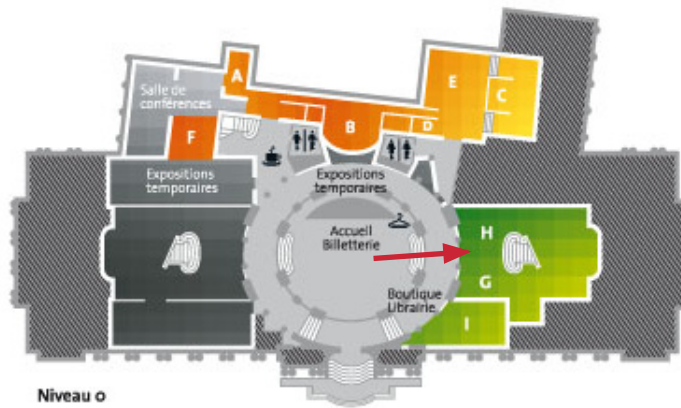 A
E
Salle de
conférences
C
B
D
F
Expositions
temporaires
Expositions
temporaires
Accueil
Billetterie
H
G
Boutique
Librairie
I
Niveau 0